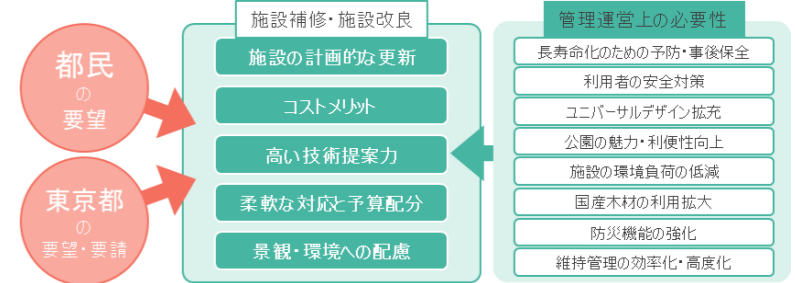 都民
の
要望
東京都
の
要望・要請
施設補修・施設改良
施設の計画的な更新
コストメリット
高い技術提案力
柔軟な対応と予算配分
景観・環境への配慮
管理運営上の必要性
長寿命化のための予防・事後保全
利用者の安全対策
ユニバーサルデザイン拡充
公園の魅力・利便性向上
施設の環境負荷の低減
国産木材の利用拡大
防災機能の強化
維持管理の効率化・高度化